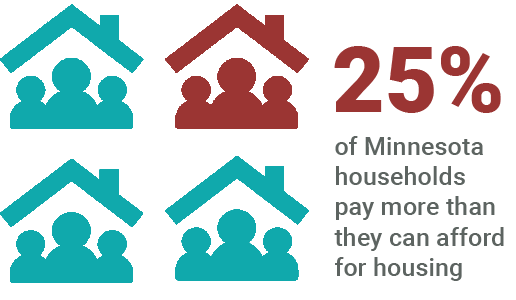 25%
of Minnesota
households
pay more than
they can afford
for housing